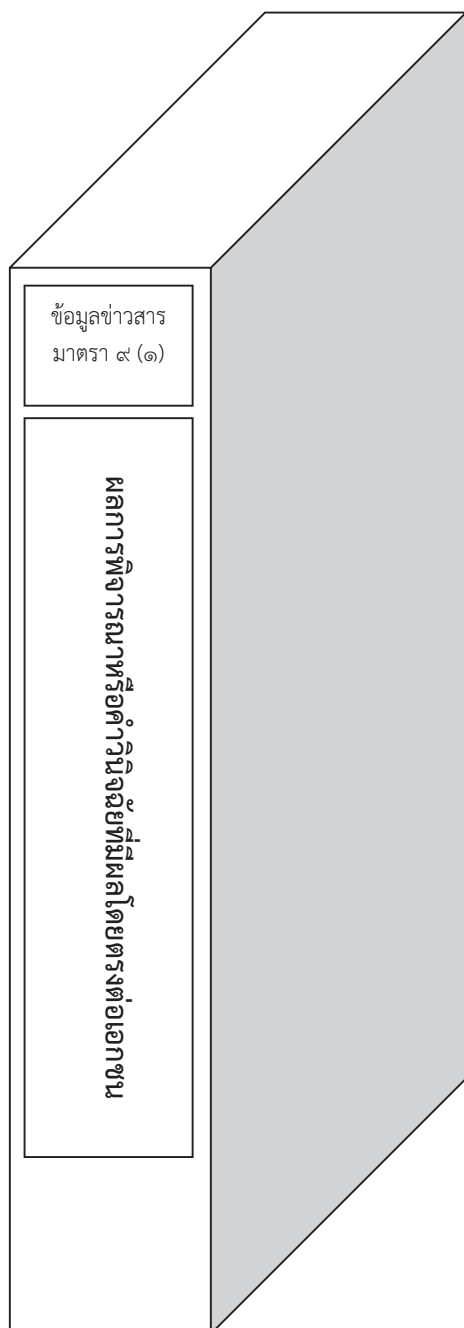 ข้อมูลข่าวสาร
มาตรา ๙ (๑)
ผลการพิจารณาหรือคำวินิจฉัยที่มีผลโดยตรงต่อเอกชน